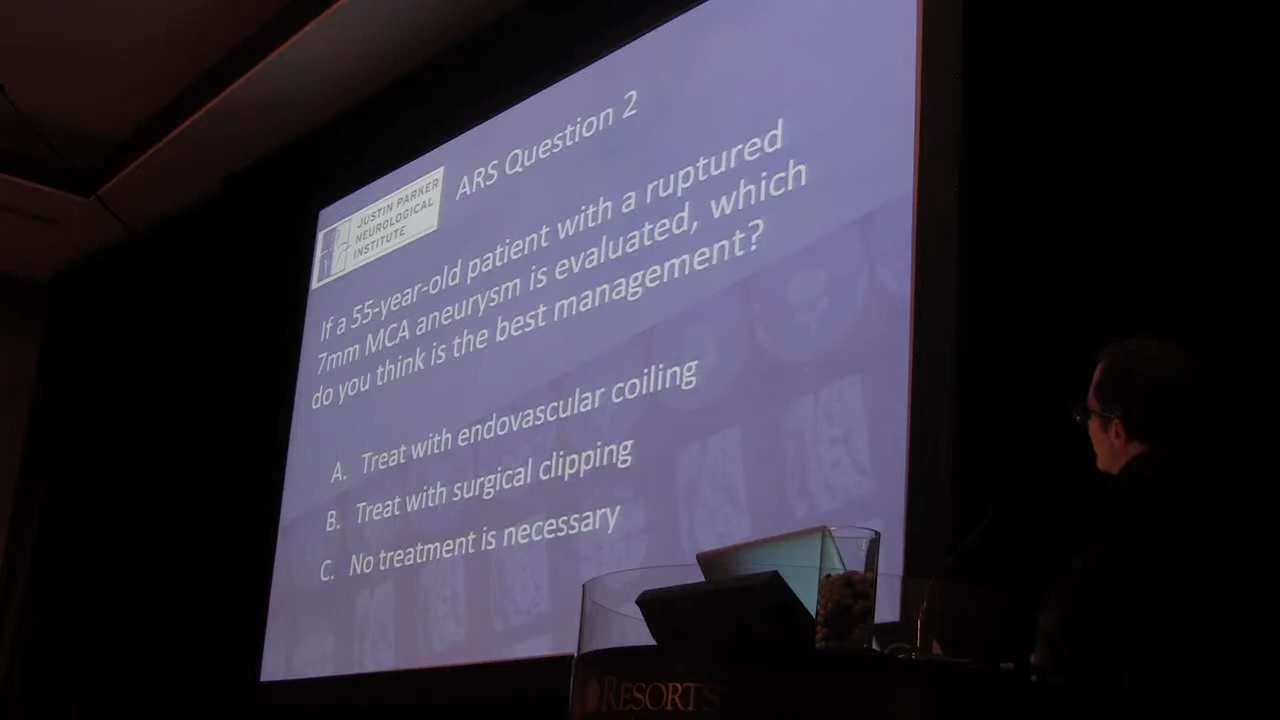 ARS Question 2
JUSTIN PARKER
NEUROLOGICAL
INSTITUTE
If a 55-year-old patient with a ruptured
7mm MCA aneurysm is evaluated, which
do you think is the best management?
A. Treat with endovascular coiling
B. Treat with surgical clipping
C. No treatment is necessary
RESORTS